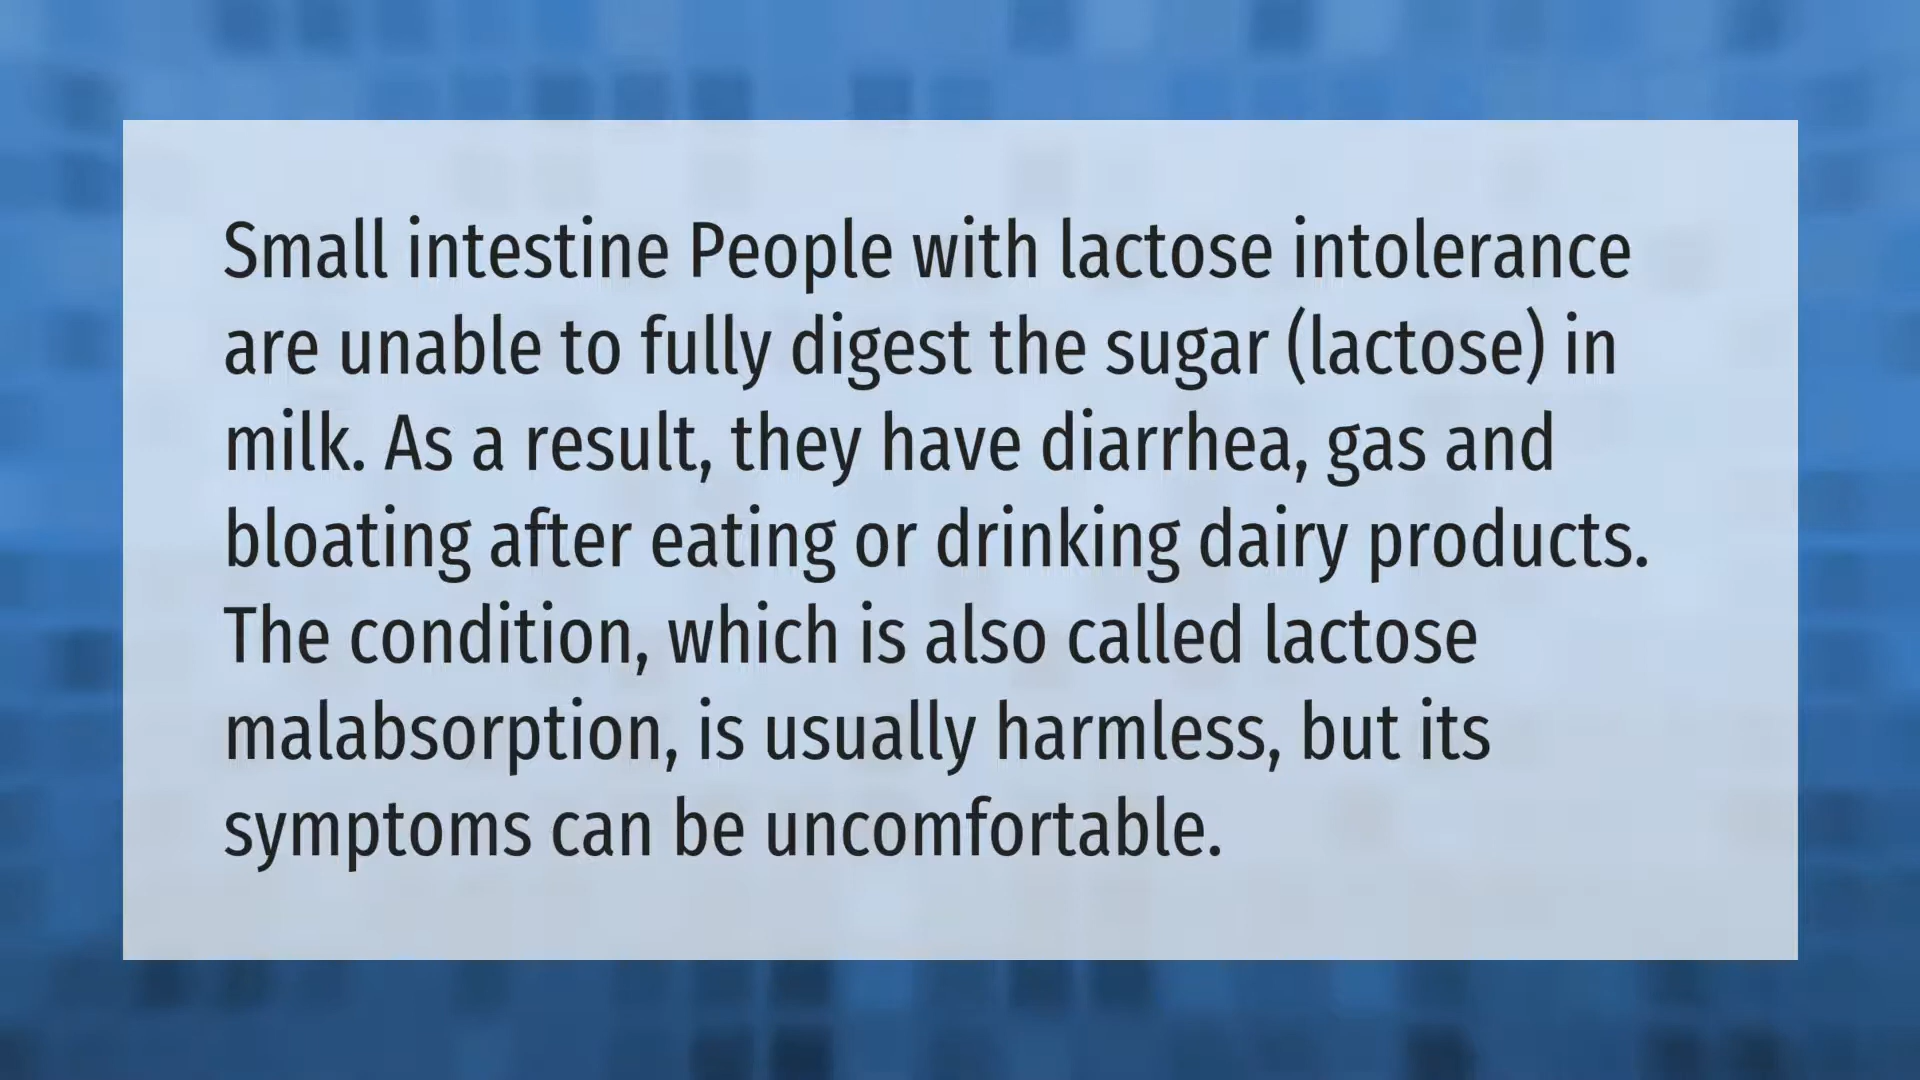 Small intestine People with lactose intolerance
are unable to fully digest the sugar (lactose) in
milk. As a result, they have diarrhea, gas and
bloating after eating or drinking dairy products.
The condition, which is also called lactose
malabsorption, is usually harmless, but its
symptoms can be uncomfortable.